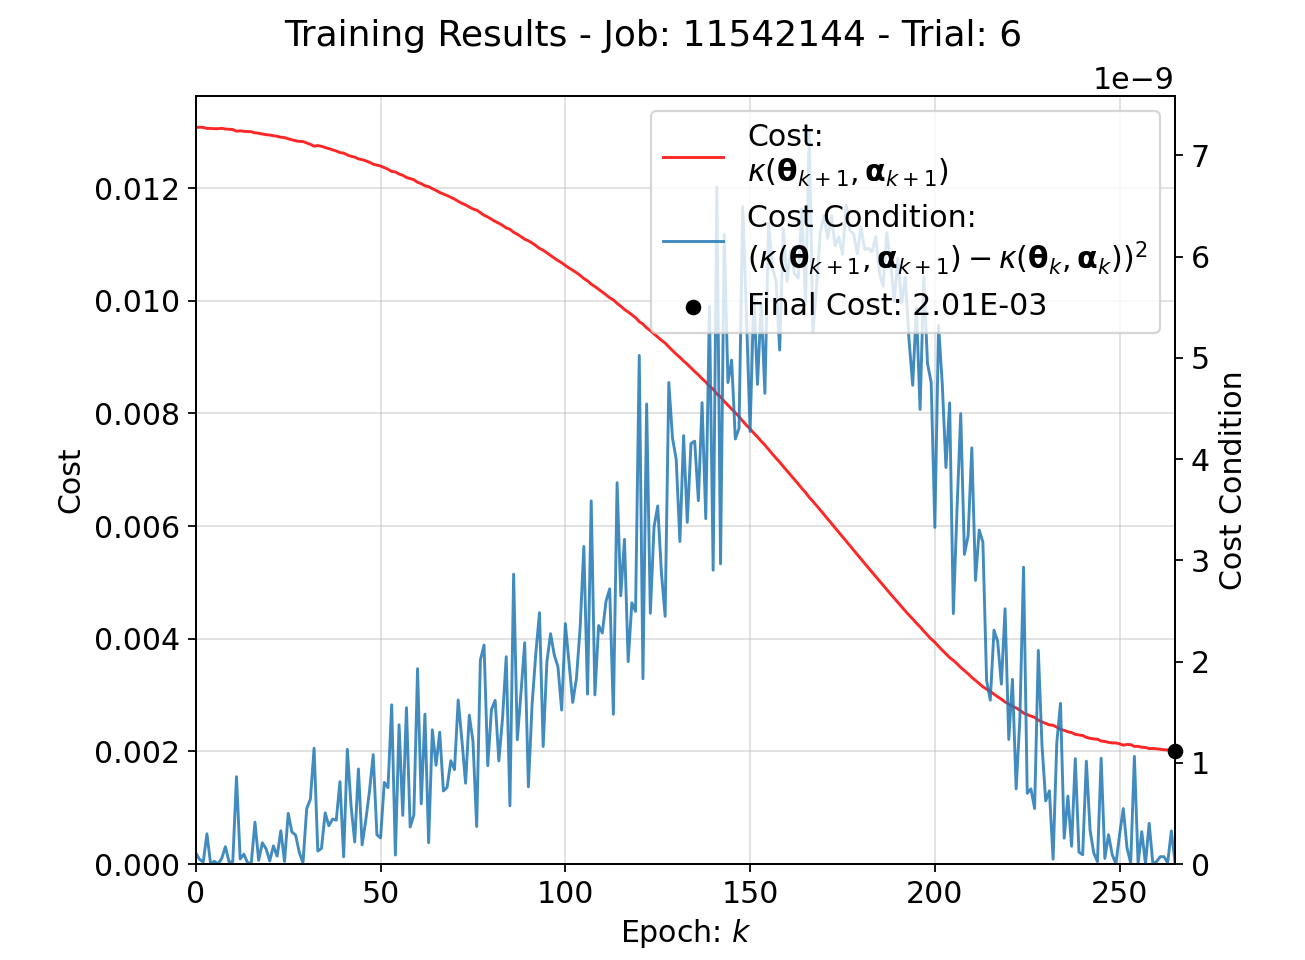 Training Results - Job: 11542144 - Trial: 6
1e−9
Cost:
κ(θ_{k+1}, α_{k+1})
Cost Condition:
(κ(θ_{k+1}, α_{k+1}) − κ(θ_k, α_k))²
Final Cost: 2.01E-03
0.012
0.010
0.008
0.006
0.004
0.002
0.000
Cost
7
6
5
4
3
2
1
0
Cost Condition
0 50 100 150 200 250
Epoch: k